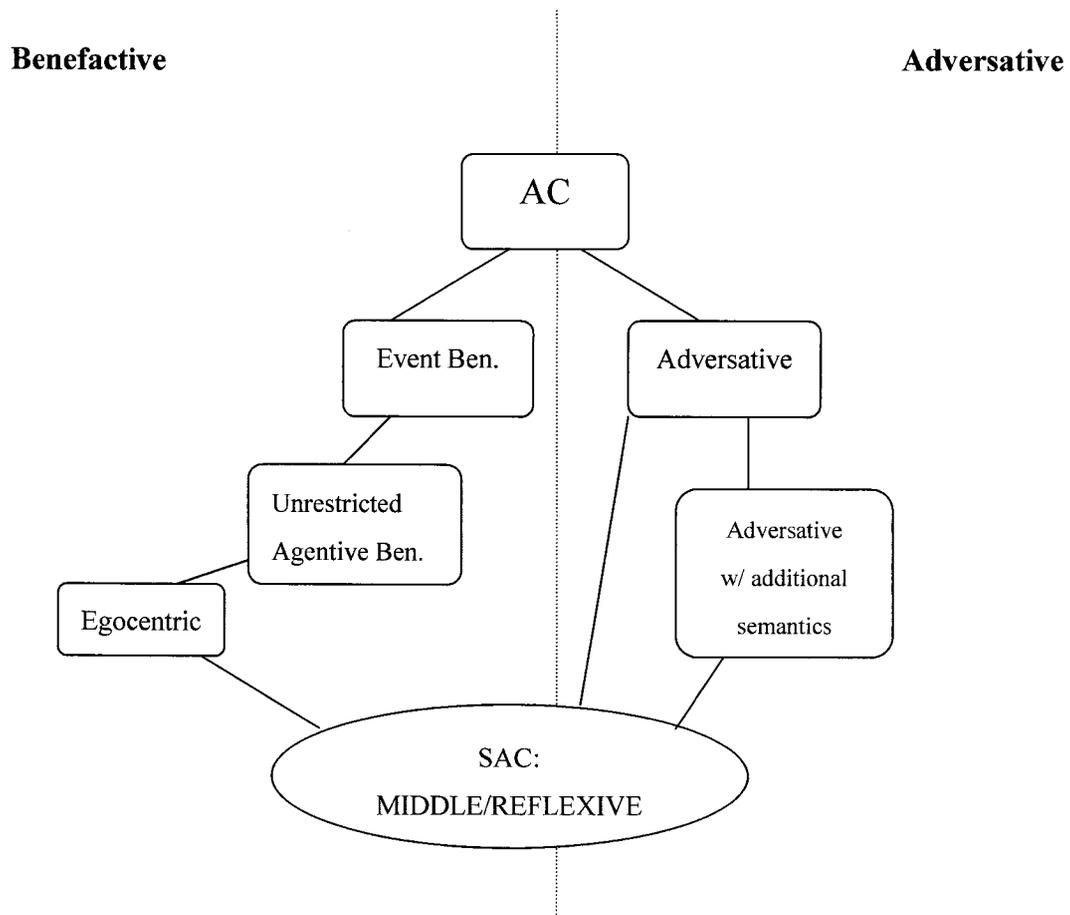 Benefactive
Adversative
AC
Event Ben.
Adversative
Unrestricted
Agentive Ben.
Adversative
w/ additional
semantics
Egocentric
SAC:
MIDDLE/REFLEXIVE